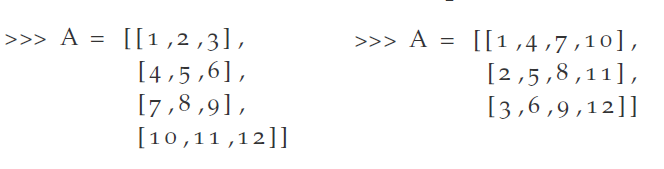 >>> A = [[1,2,3],
[4,5,6],
[7,8,9],
[10,11,12]]
>>> A = [[1,4,7,10],
[2,5,8,11],
[3,6,9,12]]